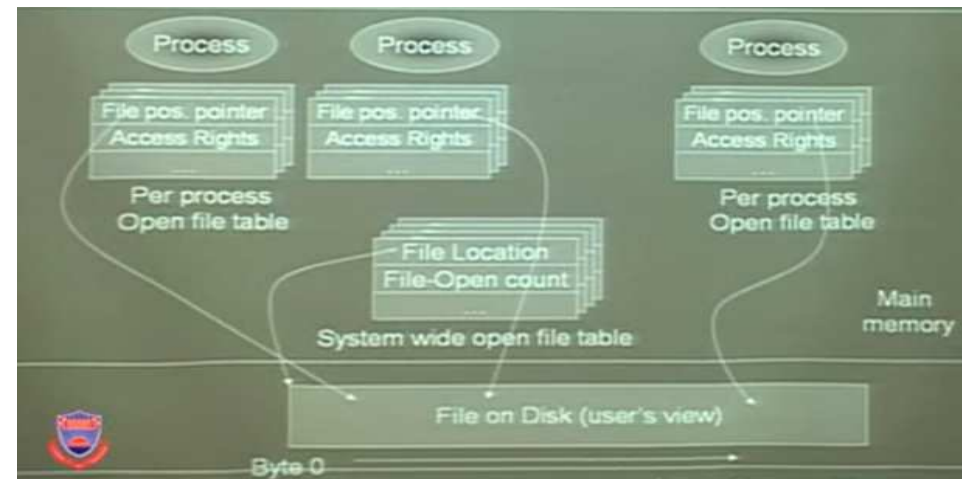 Process
Process
Process
File pos. pointer
Access Rights
...
File pos. pointer
Access Rights
...
File pos. pointer
Access Rights
...
Per process
Open file table
Per process
Open file table
File Location
File-Open count
...
System wide open file table
Main
memory
File on Disk (user's view)
Byte 0